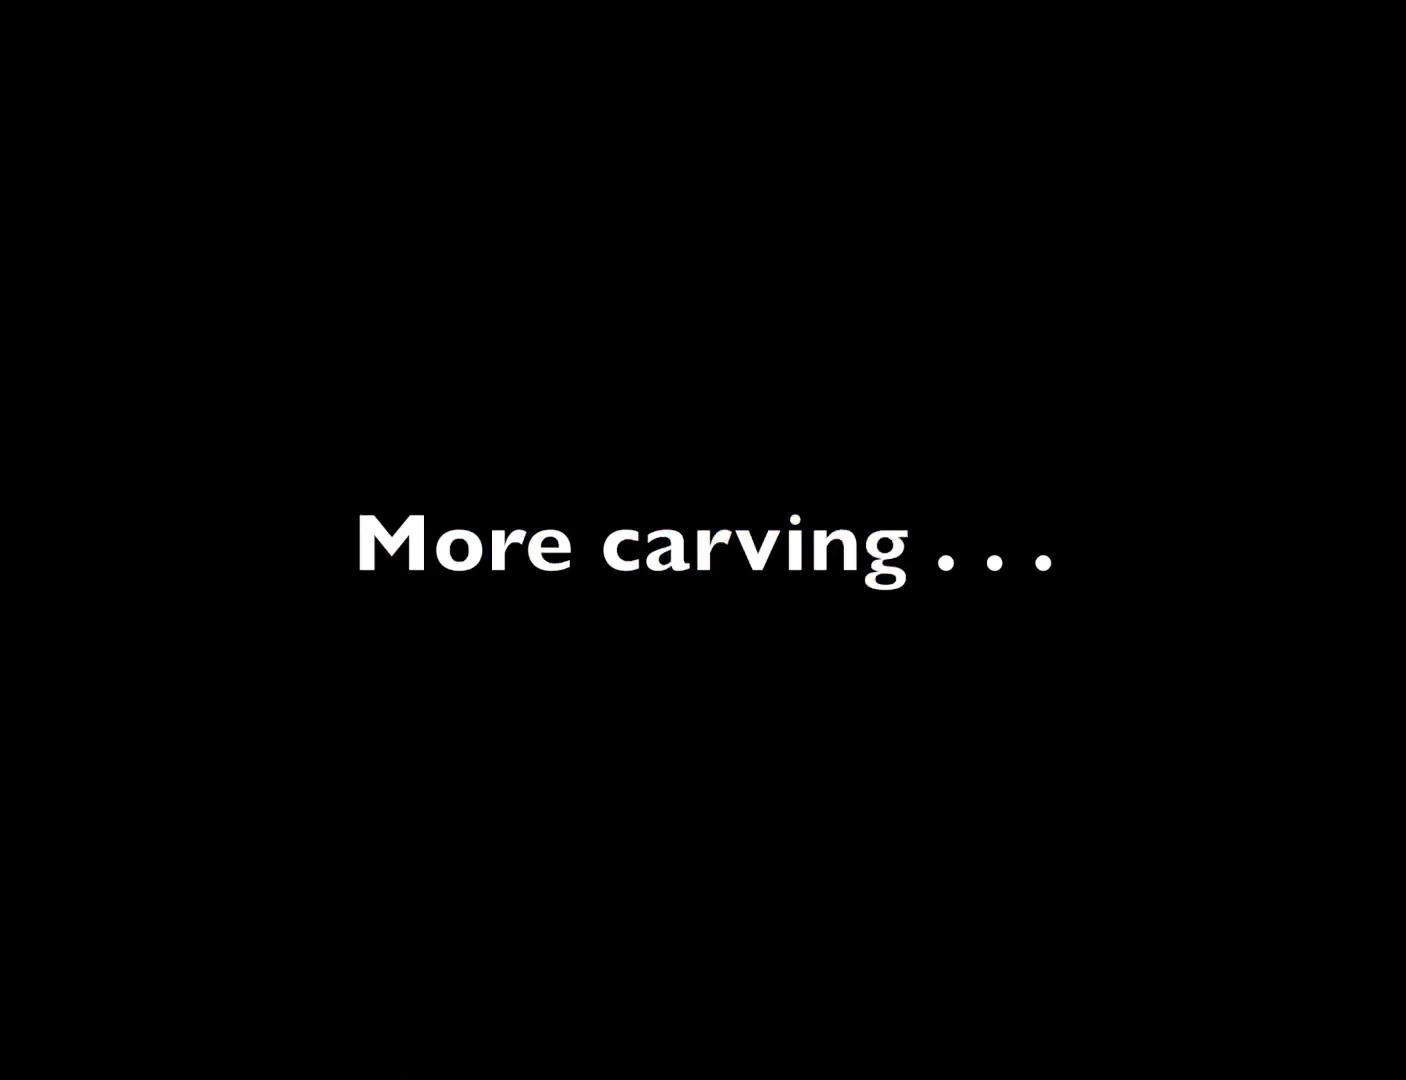 More carving . . .